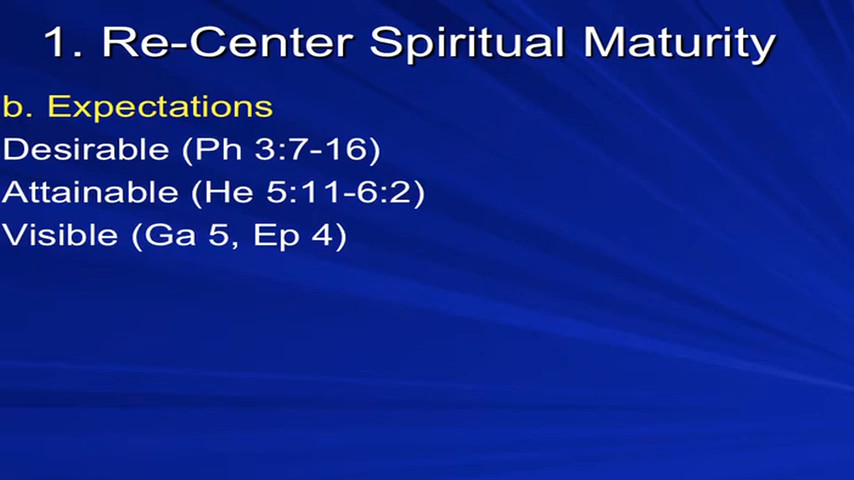 1. Re-Center Spiritual Maturity
b. Expectations
Desirable (Ph 3:7-16)
Attainable (He 5:11-6:2)
Visible (Ga 5, Ep 4)